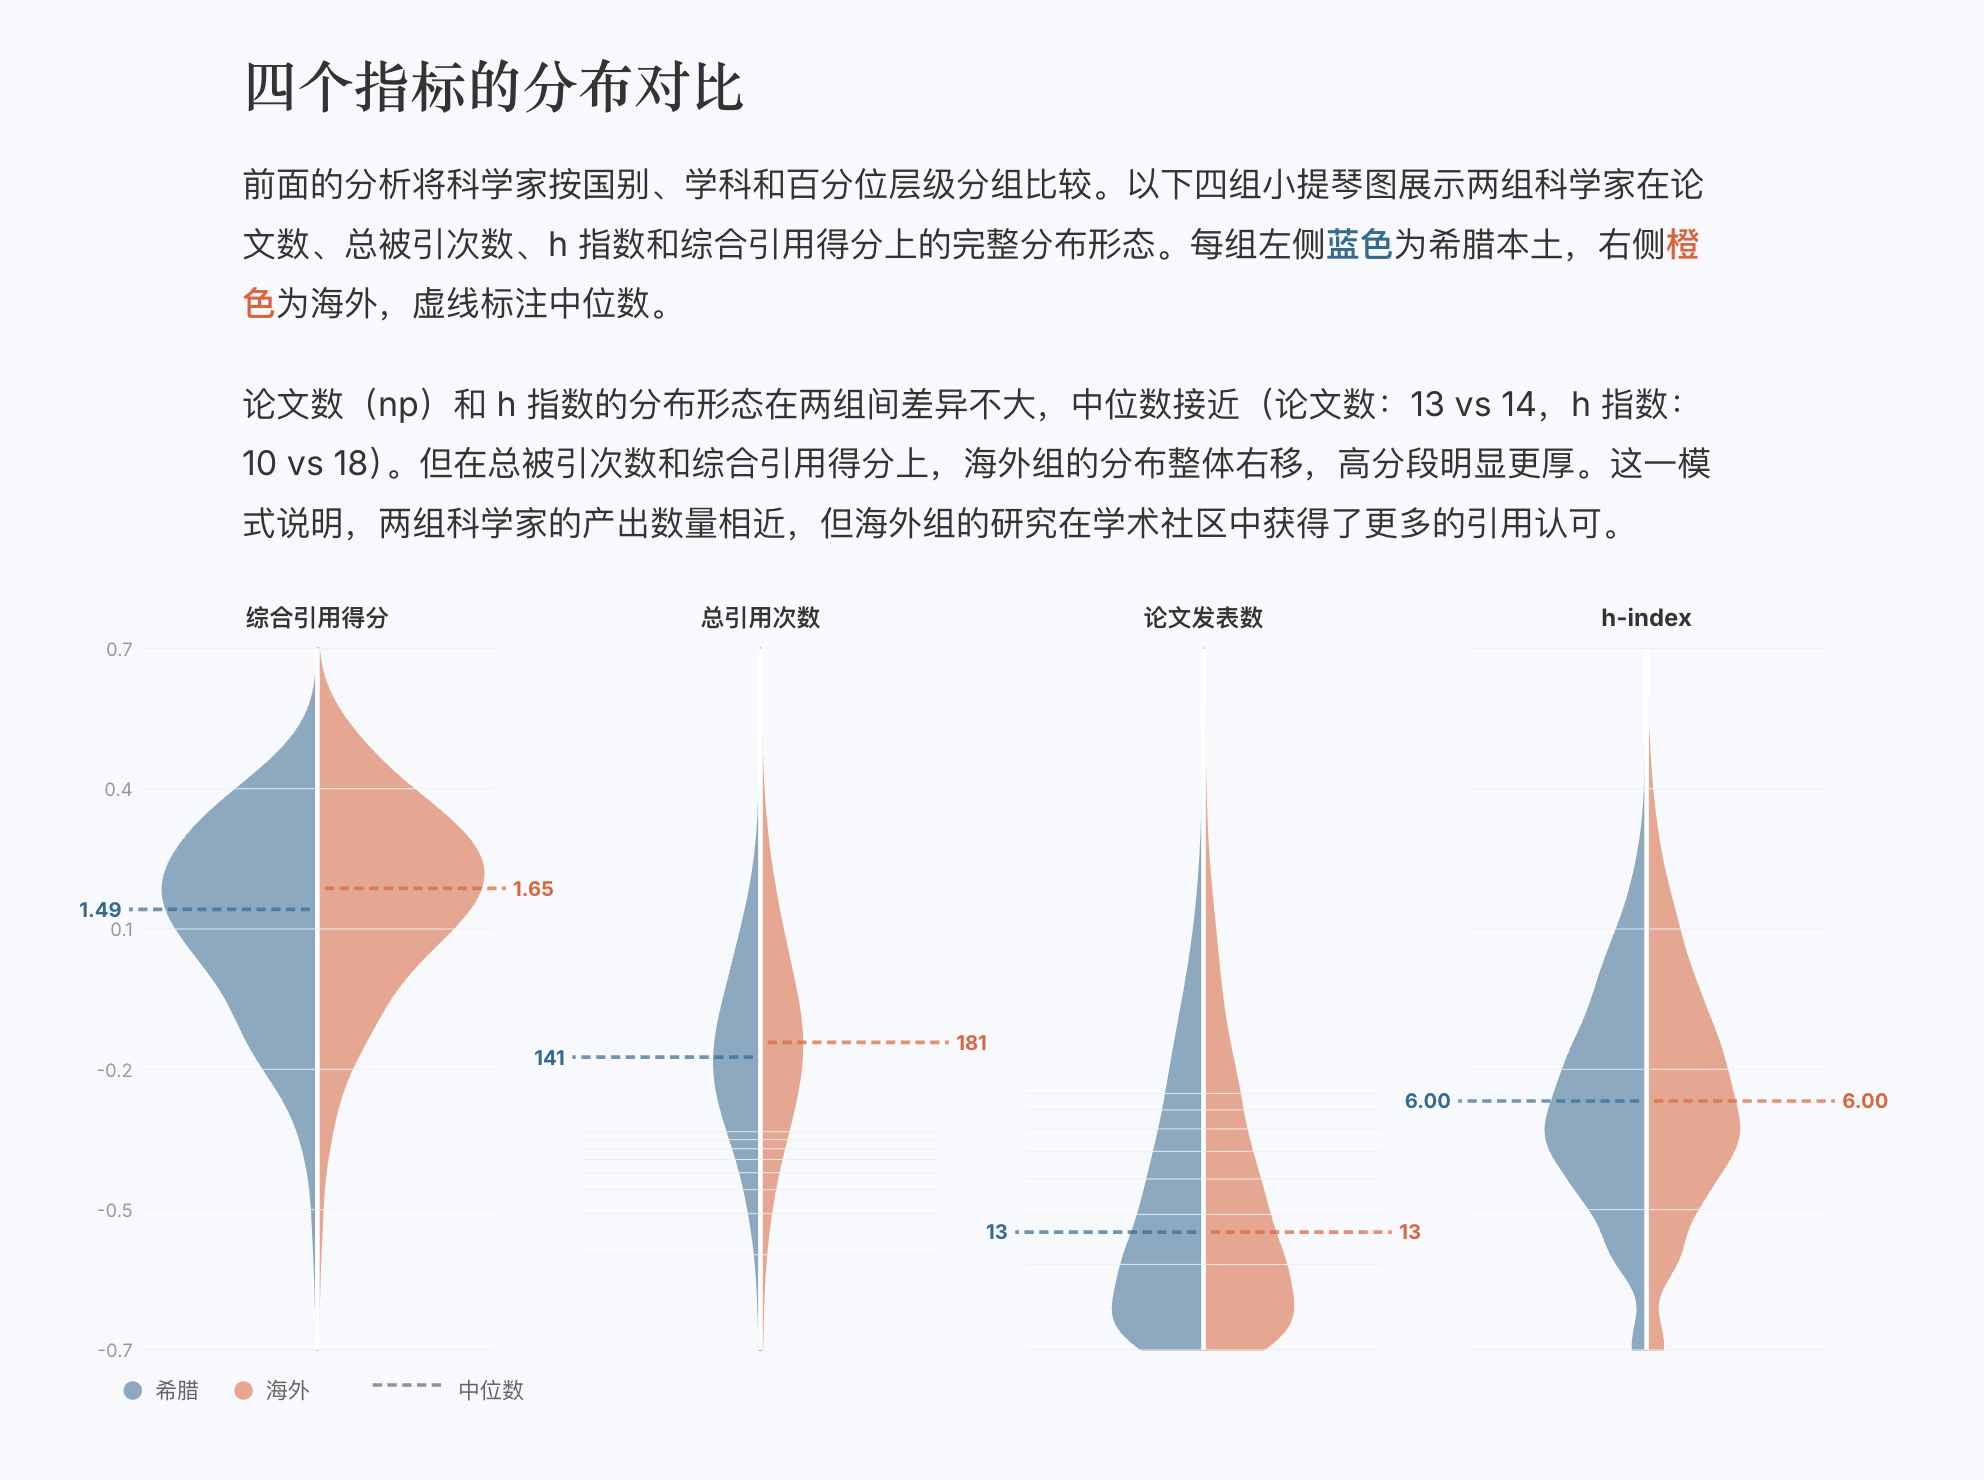 四个指标的分布对比
前面的分析将科学家按国别、学科和百分位层级分组比较。以下四组小提琴图展示两组科学家在论
文数、总被引次数、h 指数和综合引用得分上的完整分布形态。每组左侧蓝色为希腊本土，右侧橙
色为海外，虚线标注中位数。
论文数（np）和 h 指数的分布形态在两组间差异不大，中位数接近（论文数：13 vs 14，h 指数：
10 vs 18）。但在总被引次数和综合引用得分上，海外组的分布整体右移，高分段明显更厚。这一模
式说明，两组科学家的产出数量相近，但海外组的研究在学术社区中获得了更多的引用认可。
综合引用得分
0.7
0.4
1.65
1.49
0.1
-0.2
-0.5
-0.7
总引用次数
181
141
论文发表数
13
13
h-index
6.00
6.00
希腊
海外
中位数